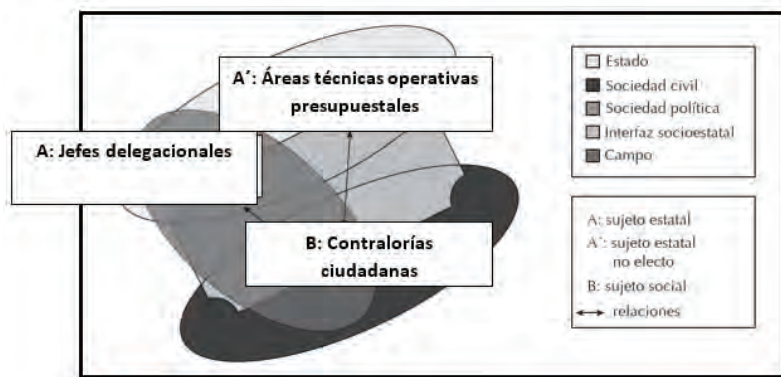 A´: Áreas técnicas operativas
presupuestales
A: Jefes delegacionales
B: Contralorías
ciudadanas
Estado
Sociedad civil
Sociedad política
Interfaz socioestatal
Campo
A: sujeto estatal
A´: sujeto estatal
no electo
B: sujeto social
relaciones